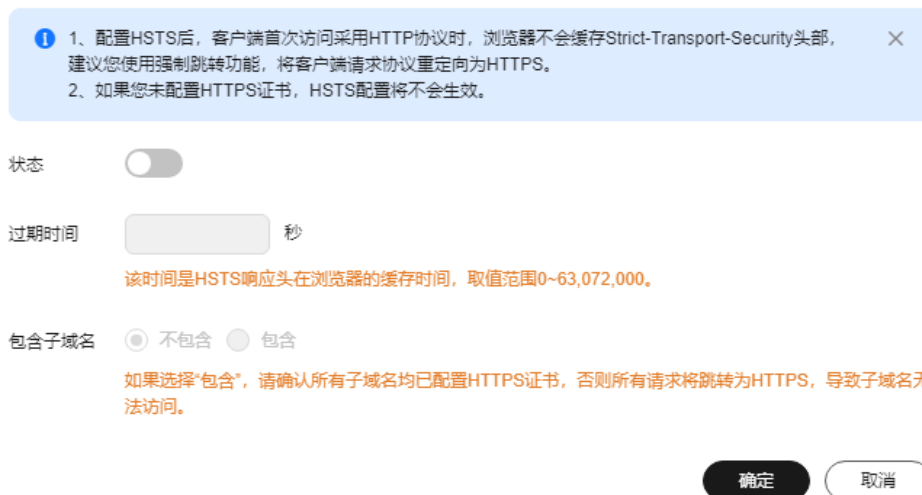 1、配置HSTS后，客户端首次访问采用HTTP协议时，浏览器不会缓存Strict-Transport-Security头部，
建议您使用强制跳转功能，将客户端请求协议重定向为HTTPS。
2、如果您未配置HTTPS证书，HSTS配置将不会生效。
状态
过期时间 秒
该时间是HSTS响应头在浏览器的缓存时间，取值范围0~63,072,000。
包含子域名 不包含 包含
如果选择“包含”，请确认所有子域名均已配置HTTPS证书，否则所有请求将跳转为HTTPS，导致子域名无
法访问。
确定 取消